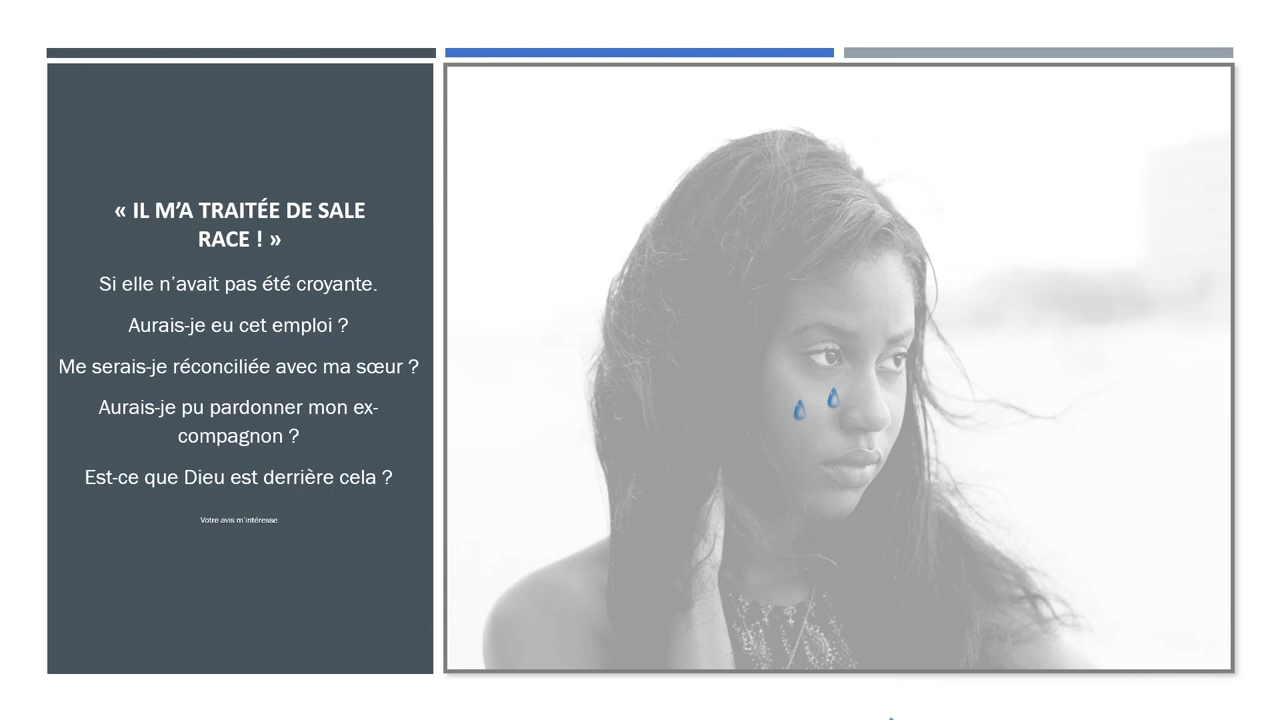 « IL M’A TRAITÉE DE SALE
RACE ! »
Si elle n’avait pas été croyante.
Aurais-je eu cet emploi ?
Me serais-je réconciliée avec ma sœur ?
Aurais-je pu pardonner mon ex-
compagnon ?
Est-ce que Dieu est derrière cela ?
Votre avis m’intéresse